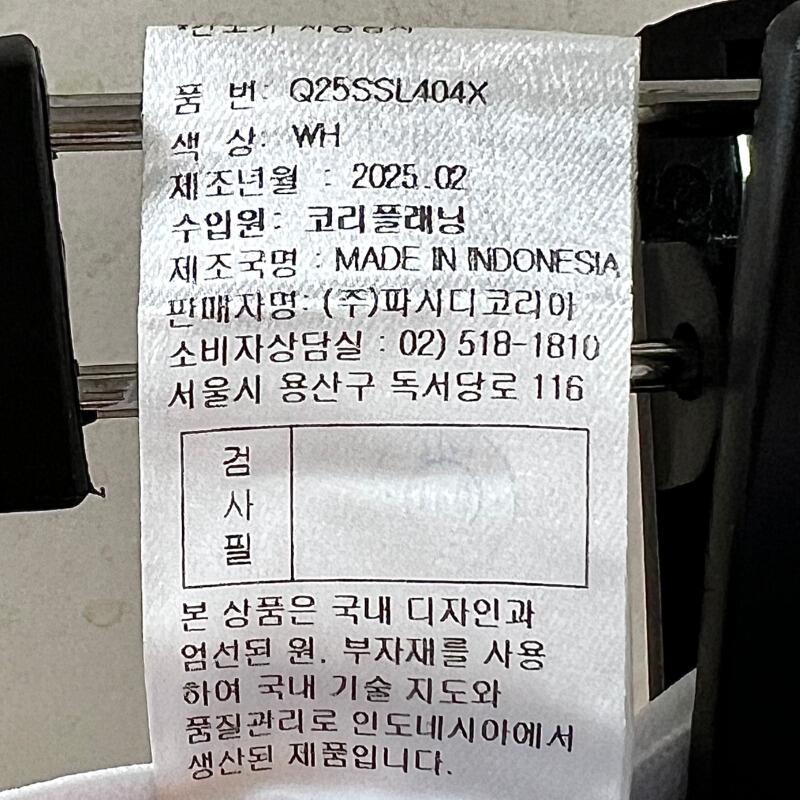 품 번: Q25SSL404X
색 상: WH
제조년월 : 2025.02
수입원: 코리플래닝
제조국명 : MADE IN INDONESIA
판매자명: (주)파시디코리아
소비자상담실 : 02) 518-1810
서울시 용산구 독서당로 116
검
사
필
본 상품은 국내 디자인과
엄선된 원. 부자재를 사용
하여 국내 기술 지도와
품질관리로 인도네시아에서
생산된 제품입니다.